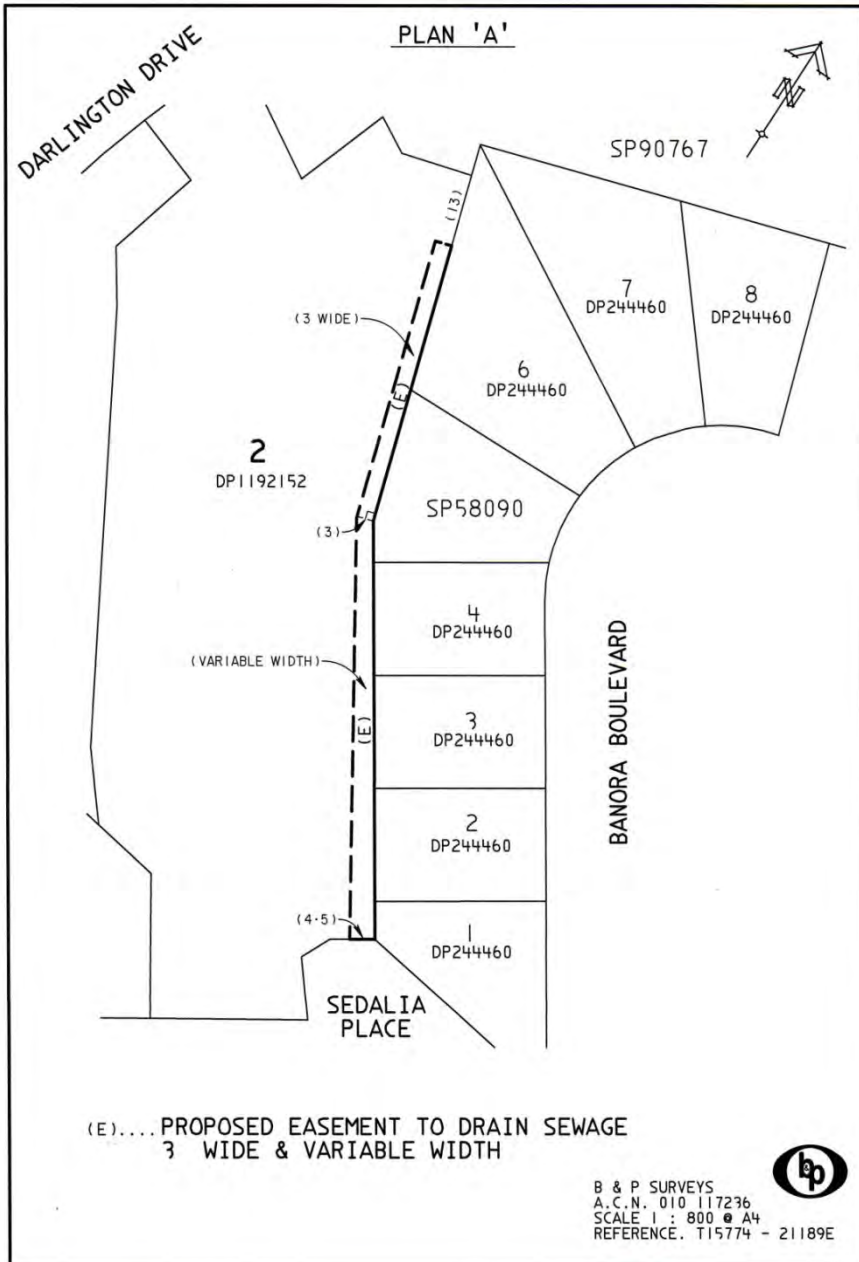 PLAN 'A'
DARLINGTON DRIVE
N
SP90767
(13)
7
DP244460
8
DP244460
(3 WIDE)
6
DP244460
(E)
2
DP1192152
SP58090
(3)
4
DP244460
(VARIABLE WIDTH)
BANORA BOULEVARD
3
DP244460
(E)
2
DP244460
(4·5)
1
DP244460
SEDALIA
PLACE
(E).... PROPOSED EASEMENT TO DRAIN SEWAGE
3 WIDE & VARIABLE WIDTH
b&p
B & P SURVEYS
A.C.N. 010 117236
SCALE 1 : 800 @ A4
REFERENCE. T15774 - 21189E